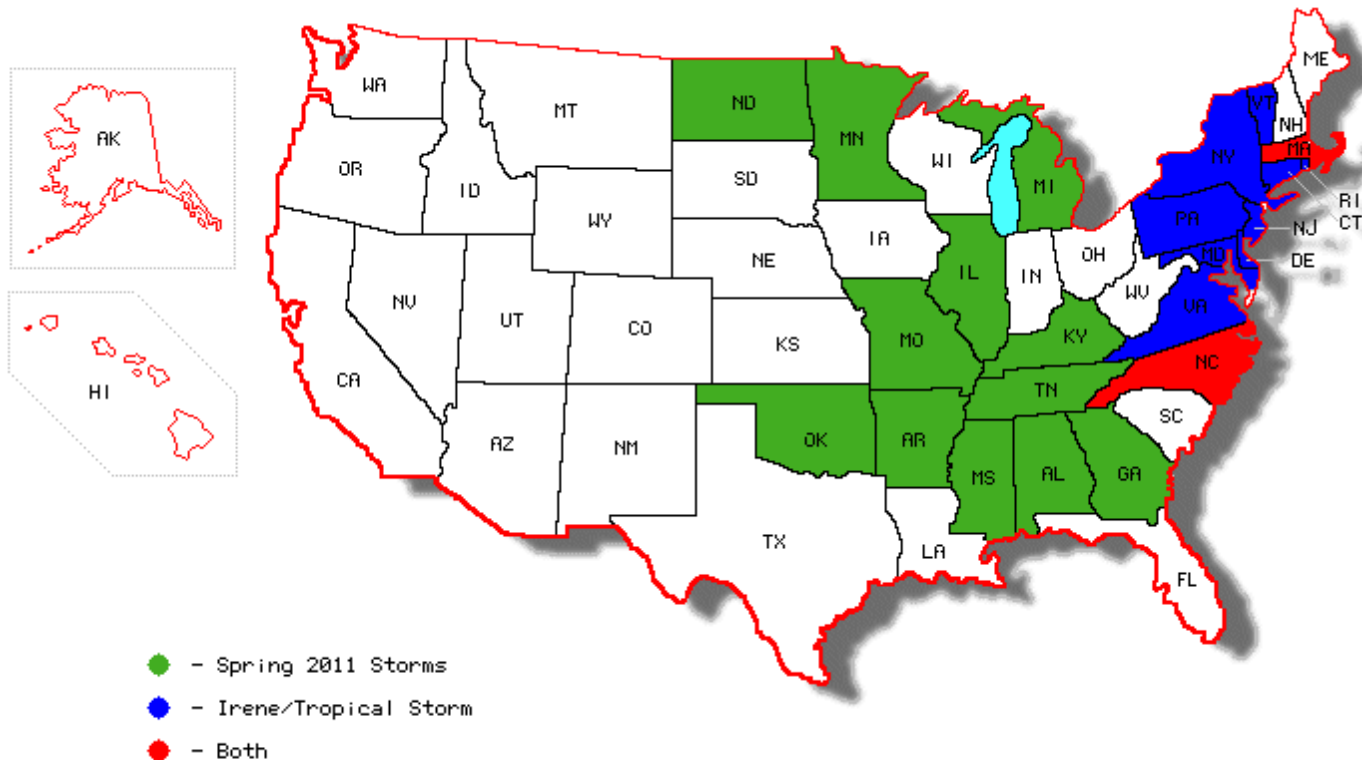 ME
WA
MT
ND
VT
AK
MN
NH
MA
OR
WI
NY
ID
SD
MI
RI
WY
PA
CT
NJ
IA
OH
MD
DE
NE
IL
IN
NV
WV
UT
CO
VA
KY
KS
MO
NC
CA
HI
TN
SC
AZ
NM
OK
AR
MS
AL
GA
TX
LA
FL
- Spring 2011 Storms
- Irene/Tropical Storm
- Both